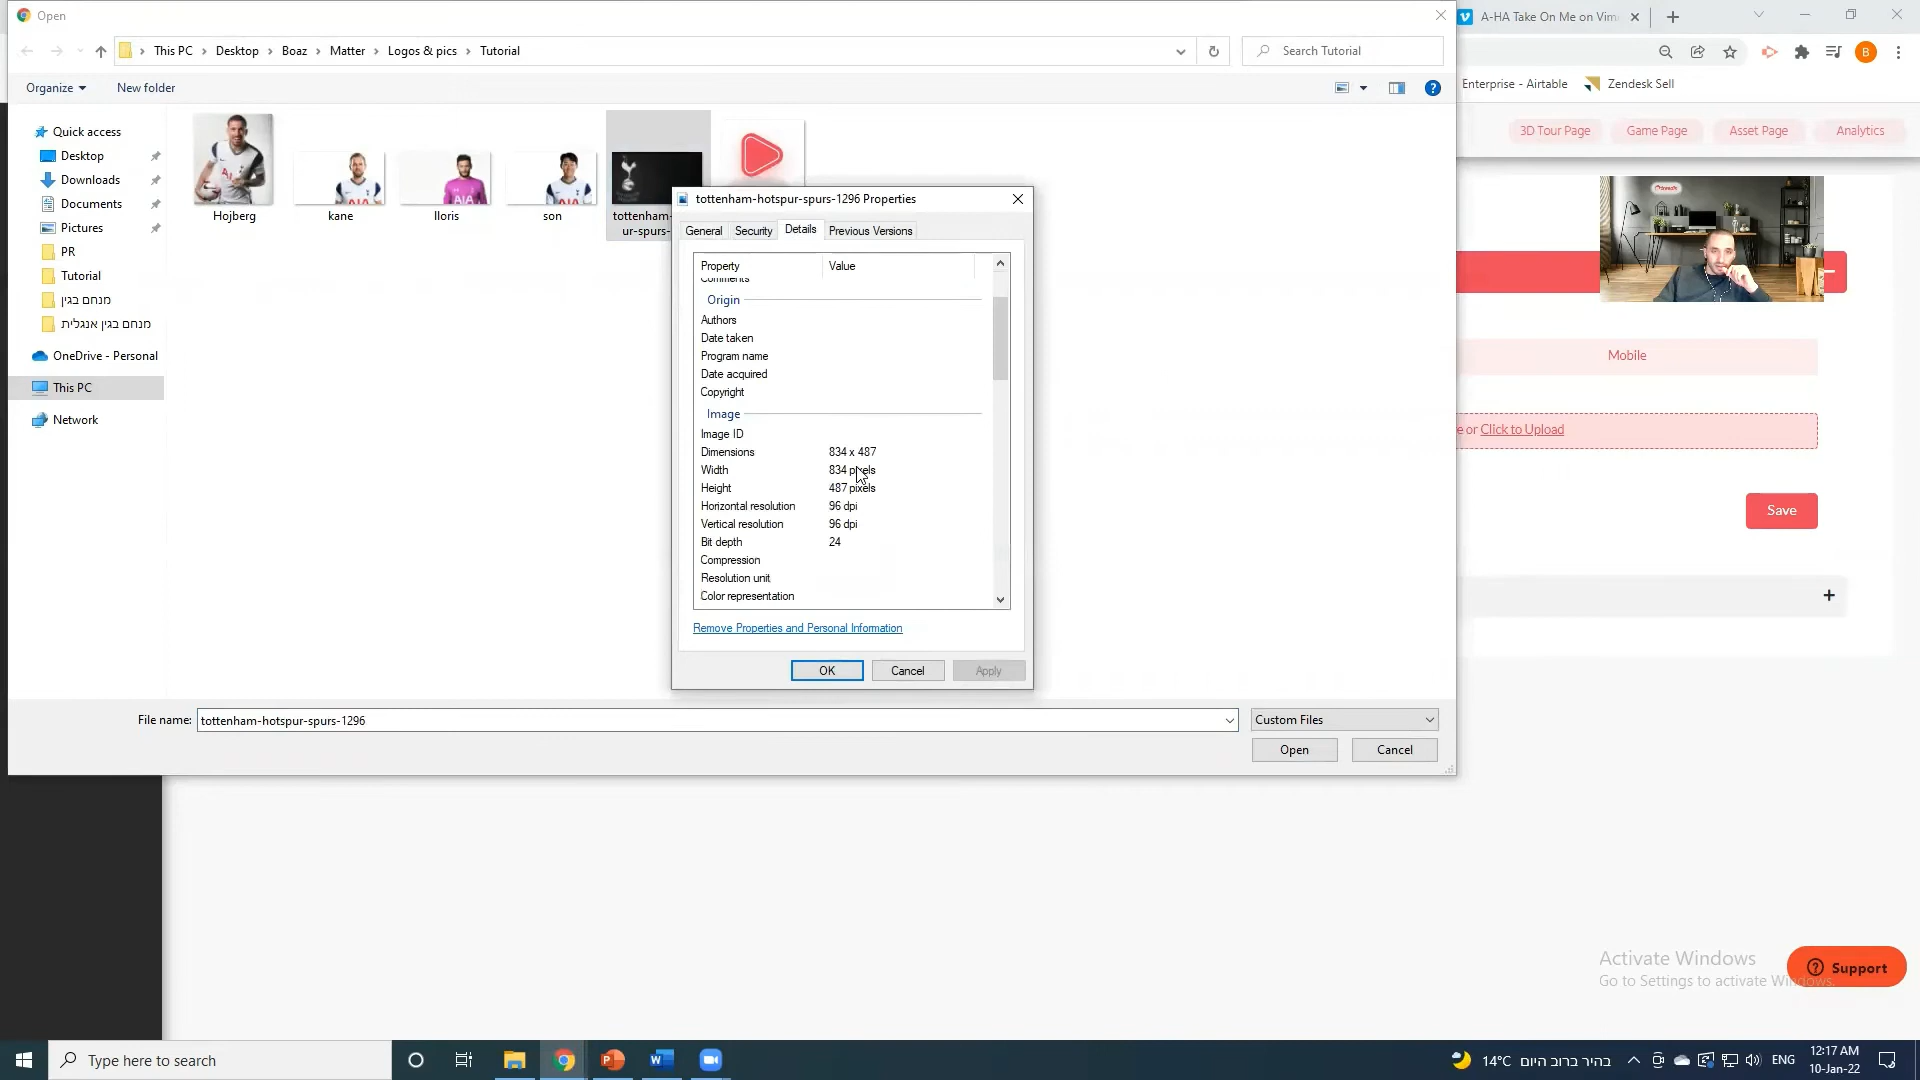 Open
A-HA Take On Me on Vim
This PC
Desktop
Boaz
Matter
Logos & pics
Tutorial
Search Tutorial
B
Organize
New folder
Enterprise - Airtable
Zendesk Sell
3D Tour Page
Game Page
Asset Page
Analytics
Quick access
Desktop
Downloads
Documents
Pictures
PR
Tutorial
מנחם בגין
מנחם בגין אנגלית
OneDrive - Personal
This PC
Network
Hojberg
kane
lloris
son
tottenham-
ur-spurs-
tottenham-hotspur-spurs-1296 Properties
General
Security
Details
Previous Versions
Property
Value
Comments
Origin
Authors
Date taken
Program name
Date acquired
Copyright
Image
Image ID
Dimensions 834 x 487
Width 834 pixels
Height 487 pixels
Horizontal resolution 96 dpi
Vertical resolution 96 dpi
Bit depth 24
Compression
Resolution unit
Color representation
Remove Properties and Personal Information
OK
Cancel
Apply
Mobile
e or Click to Upload
Save
File name: tottenham-hotspur-spurs-1296
Custom Files
Open
Cancel
Activate Windows
Go to Settings to activate Windows.
Support
Type here to search
14°C בהיר ברוב היום
ENG
12:17 AM
10-Jan-22